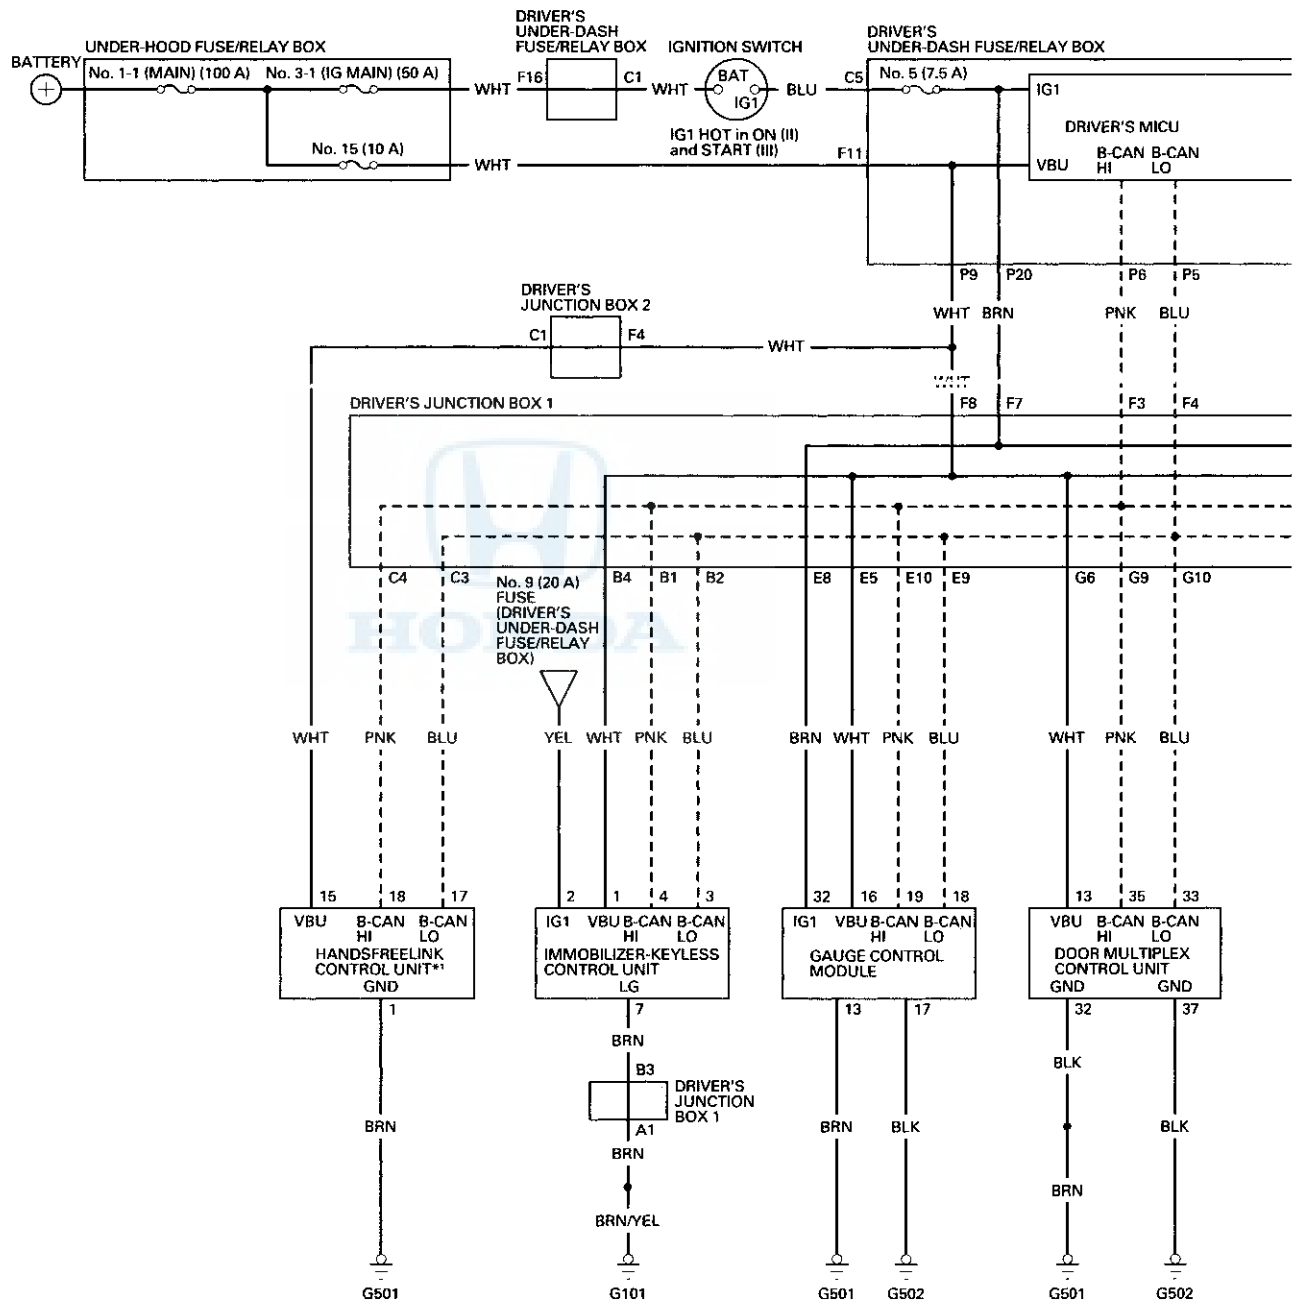 DRIVER'S
UNDER-DASH
FUSE/RELAY BOX
IGNITION SWITCH
DRIVER'S
UNDER-DASH FUSE/RELAY BOX
UNDER-HOOD FUSE/RELAY BOX
BATTERY
No. 1-1 (MAIN) (100 A)
No. 3-1 (IG MAIN) (50 A)
F16
C1
BAT
IG1
C5
No. 5 (7.5 A)
WHT
WHT
BLU
IG1
IG1 HOT in ON (II)
and START (III)
DRIVER'S MICU
No. 15 (10 A)
WHT
F11
VBU
B-CAN
HI
B-CAN
LO
P9
P20
P6
P5
DRIVER'S
JUNCTION BOX 2
WHT
BRN
PNK
BLU
C1
F4
WHT
WHT
DRIVER'S JUNCTION BOX 1
F8
F7
F3
F4
C4
C3
No. 9 (20 A)
FUSE
(DRIVER'S
UNDER-DASH
FUSE/RELAY
BOX)
B4
B1
B2
E8
E5
E10
E9
G6
G9
G10
HONDA
WHT
PNK
BLU
YEL
WHT
PNK
BLU
BRN
WHT
PNK
BLU
WHT
PNK
BLU
15
18
17
2
1
4
3
32
16
19
18
13
35
33
VBU
B-CAN
HI
B-CAN
LO
HANDSFREELINK
CONTROL UNIT*1
GND
IG1
VBU
B-CAN
HI
B-CAN
LO
IMMOBILIZER-KEYLESS
CONTROL UNIT
LG
IG1
VBU
B-CAN
HI
B-CAN
LO
GAUGE CONTROL
MODULE
VBU
B-CAN
HI
B-CAN
LO
DOOR MULTIPLEX
CONTROL UNIT
GND
GND
1
7
13
17
32
37
BRN
BLK
B3
DRIVER'S
JUNCTION
BOX 1
A1
BRN
BRN
BLK
BLK
BRN
BRN
BRN/YEL
G501
G101
G501
G502
G501
G502